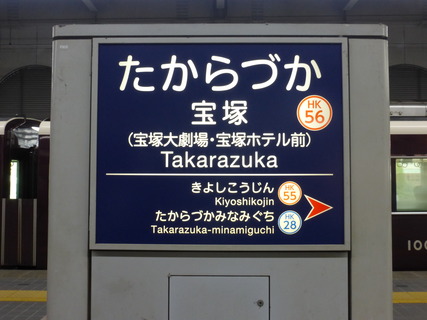 たからづか
宝塚
HK
56
(宝塚大劇場・宝塚ホテル前)
Takarazuka
きよしこうじん
Kiyoshikojin
HK
55
たからづかみなみぐち
Takarazuka-minamiguchi
HK
28
100